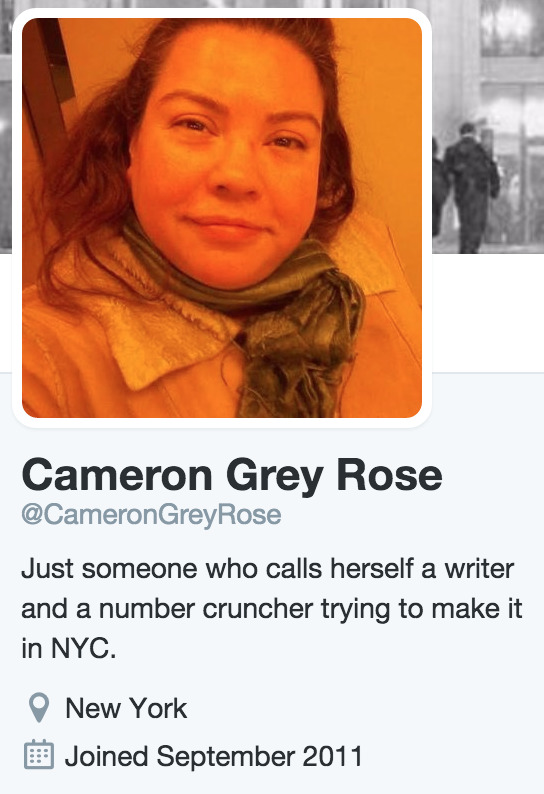 Cameron Grey Rose
@CameronGreyRose
Just someone who calls herself a writer
and a number cruncher trying to make it
in NYC.
New York
Joined September 2011